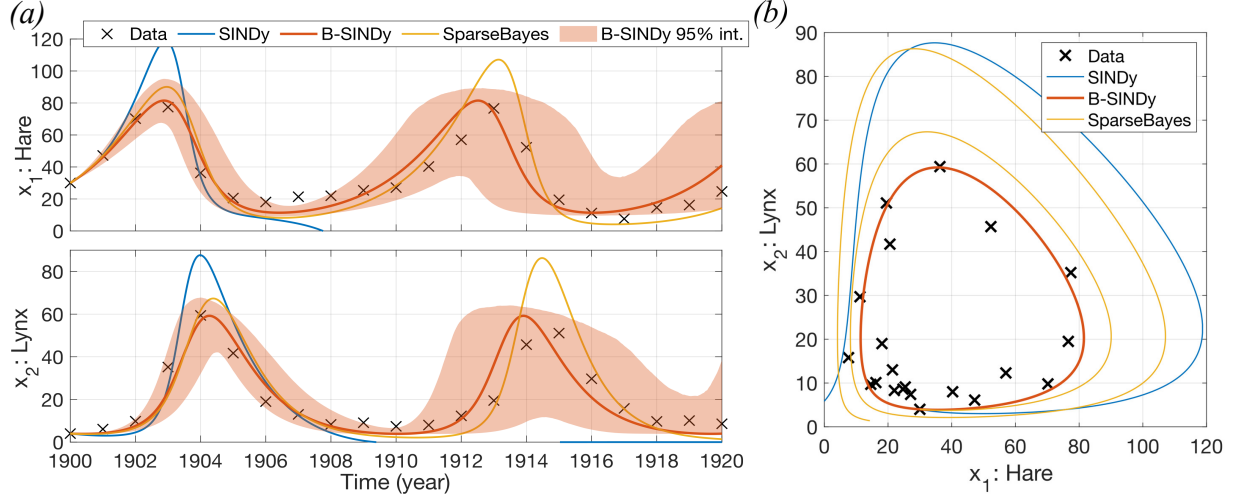 (a)
Data SINDy B-SINDy SparseBayes B-SINDy 95% int.
120
100
80
60
40
20
0
x1: Hare
80
60
40
20
0
x2: Lynx
1900 1902 1904 1906 1908 1910 1912 1914 1916 1918 1920
Time (year)
(b)
90
80
70
60
50
40
30
20
10
0
x2: Lynx
Data
SINDy
B-SINDy
SparseBayes
0 20 40 60 80 100 120
x1: Hare